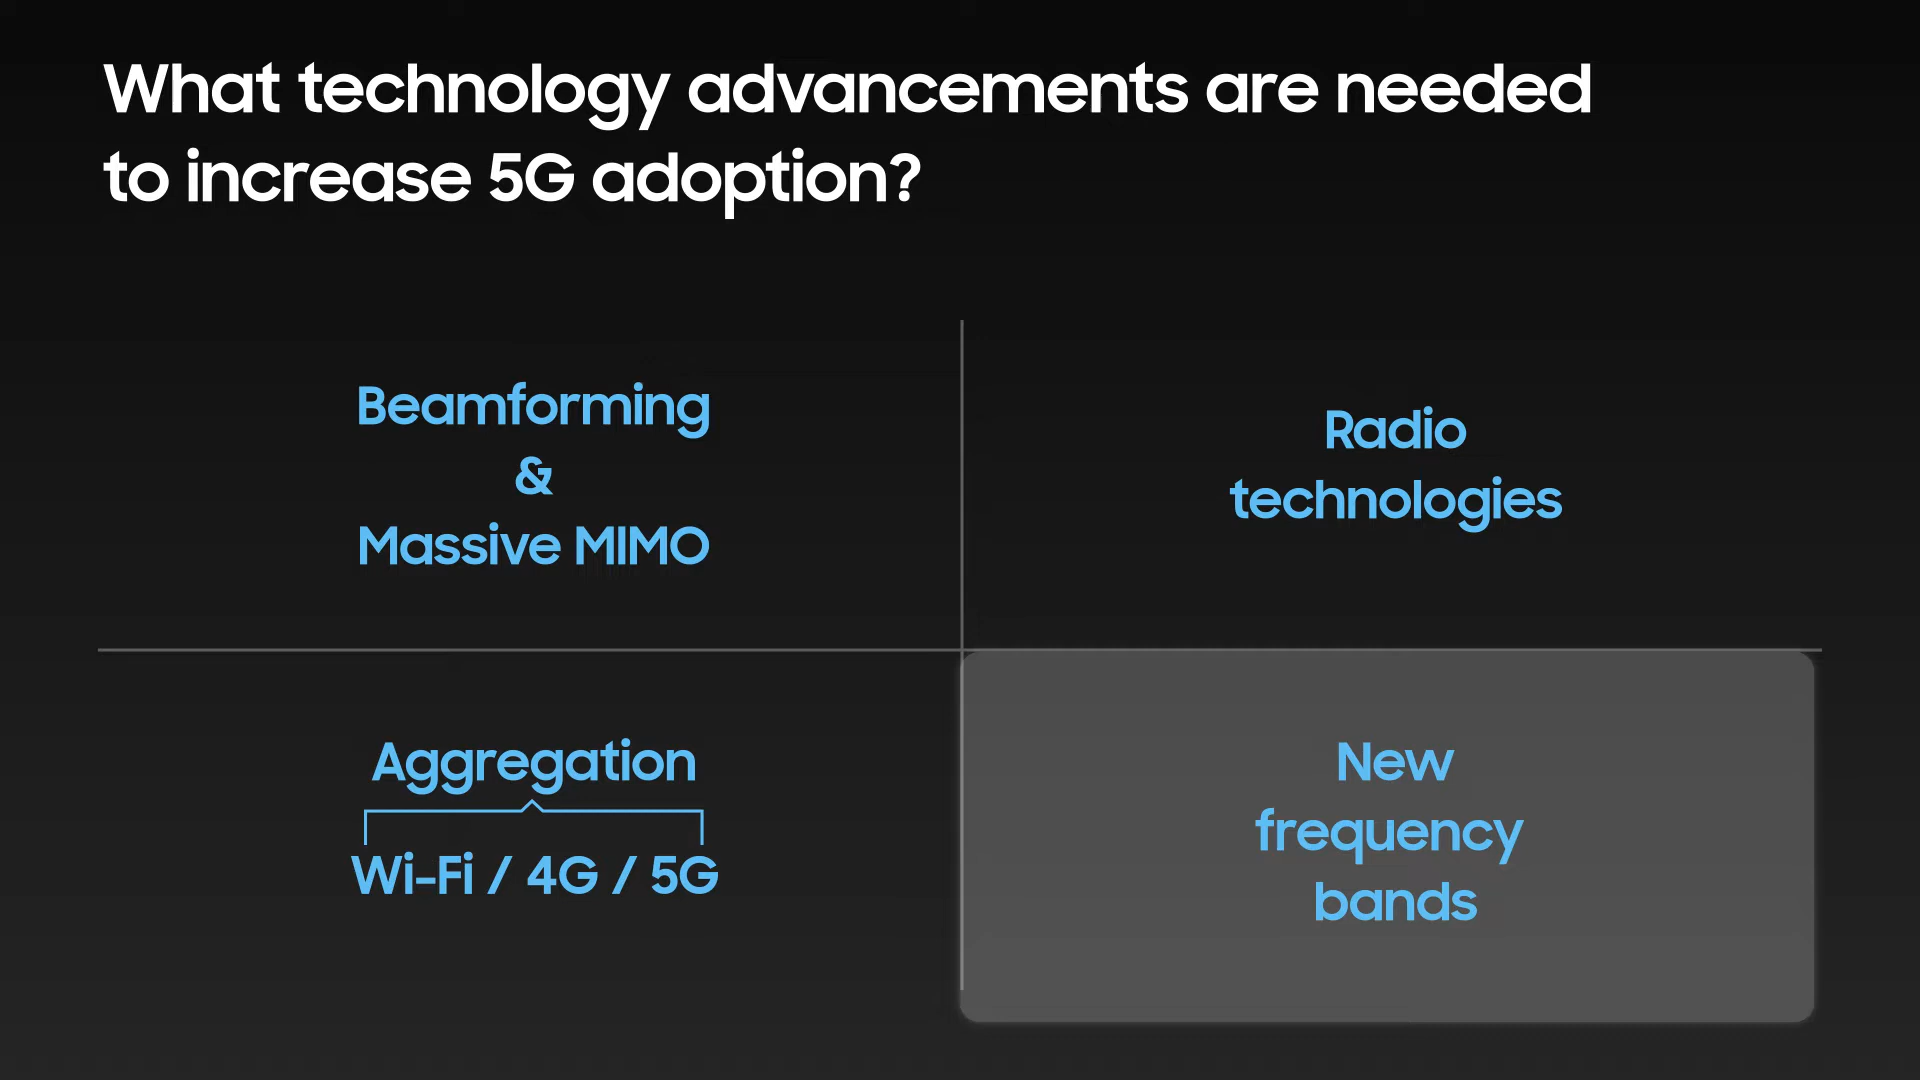 What technology advancements are needed
to increase 5G adoption?
Beamforming
&
Massive MIMO
Radio
technologies
Aggregation
Wi-Fi / 4G / 5G
New
frequency
bands